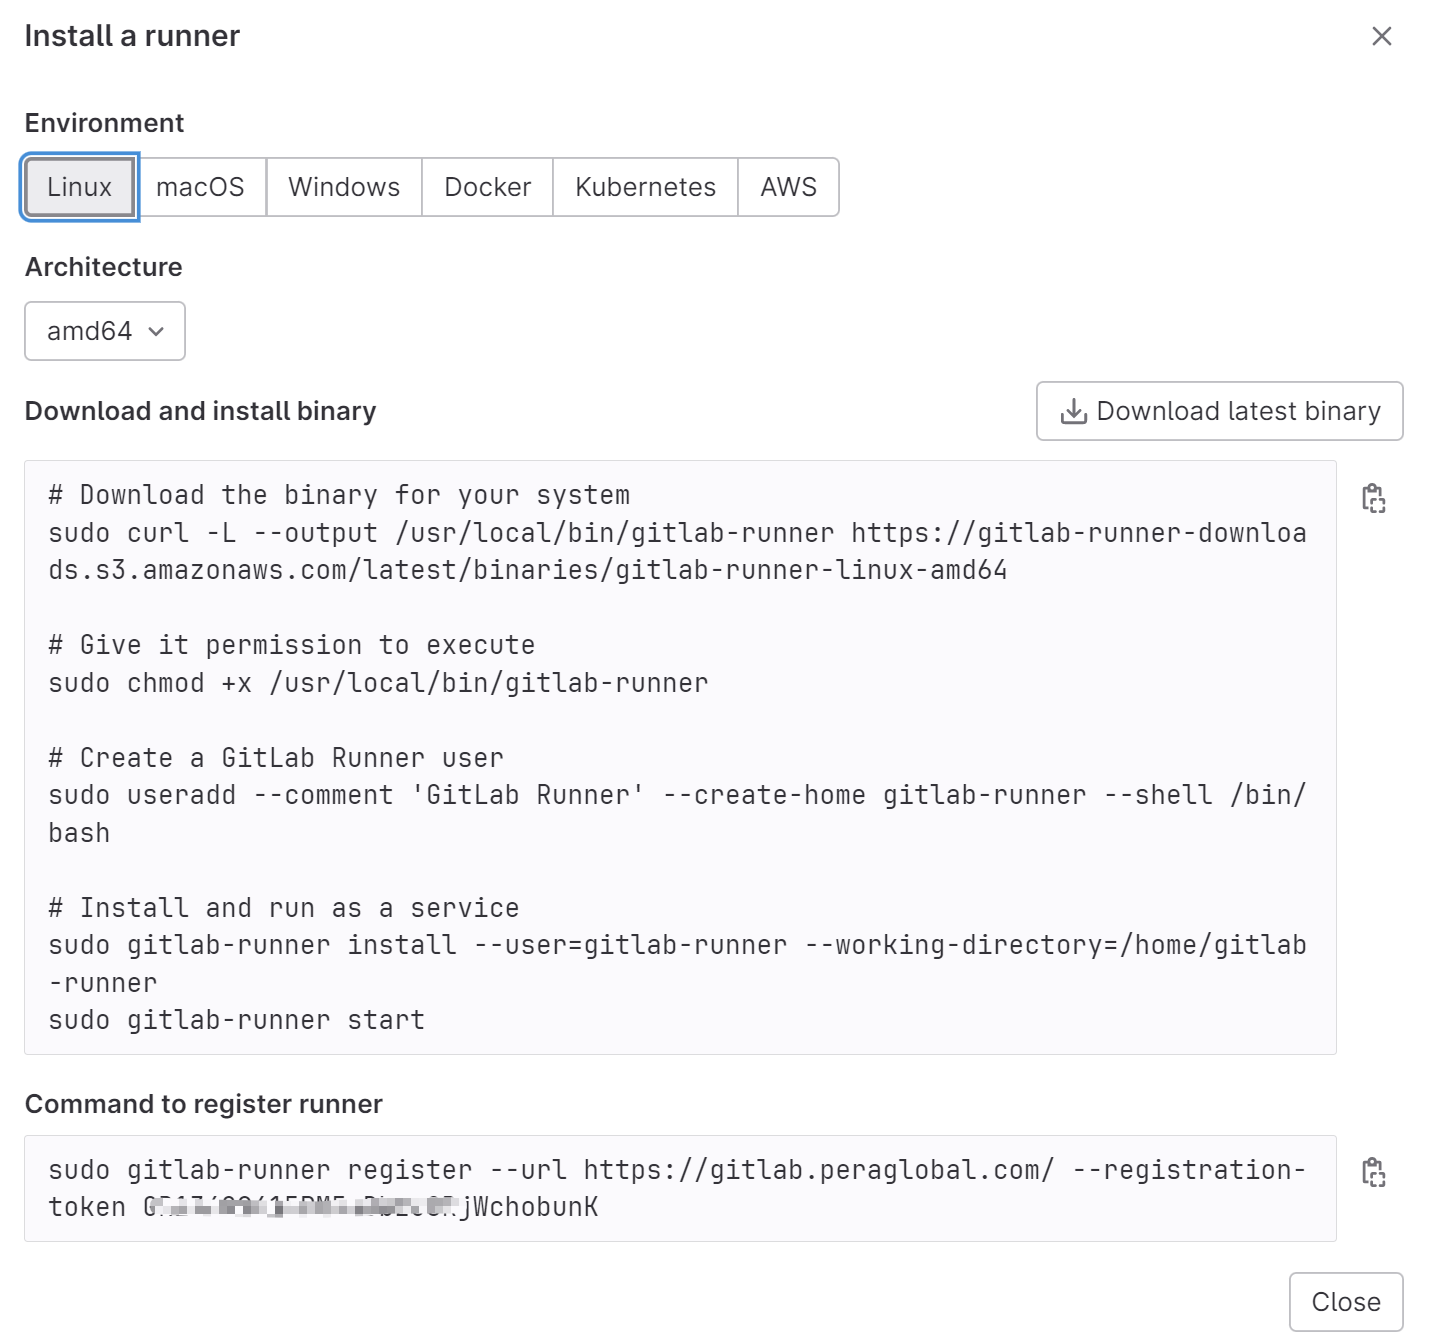 Install a runner
Environment
Linux macOS Windows Docker Kubernetes AWS
Architecture
amd64
Download and install binary
Download latest binary
# Download the binary for your system
sudo curl -L --output /usr/local/bin/gitlab-runner https://gitlab-runner-downloa
ds.s3.amazonaws.com/latest/binaries/gitlab-runner-linux-amd64
# Give it permission to execute
sudo chmod +x /usr/local/bin/gitlab-runner
# Create a GitLab Runner user
sudo useradd --comment 'GitLab Runner' --create-home gitlab-runner --shell /bin/
bash
# Install and run as a service
sudo gitlab-runner install --user=gitlab-runner --working-directory=/home/gitlab
-runner
sudo gitlab-runner start
Command to register runner
sudo gitlab-runner register --url https://gitlab.peraglobal.com/ --registration-
token
Close